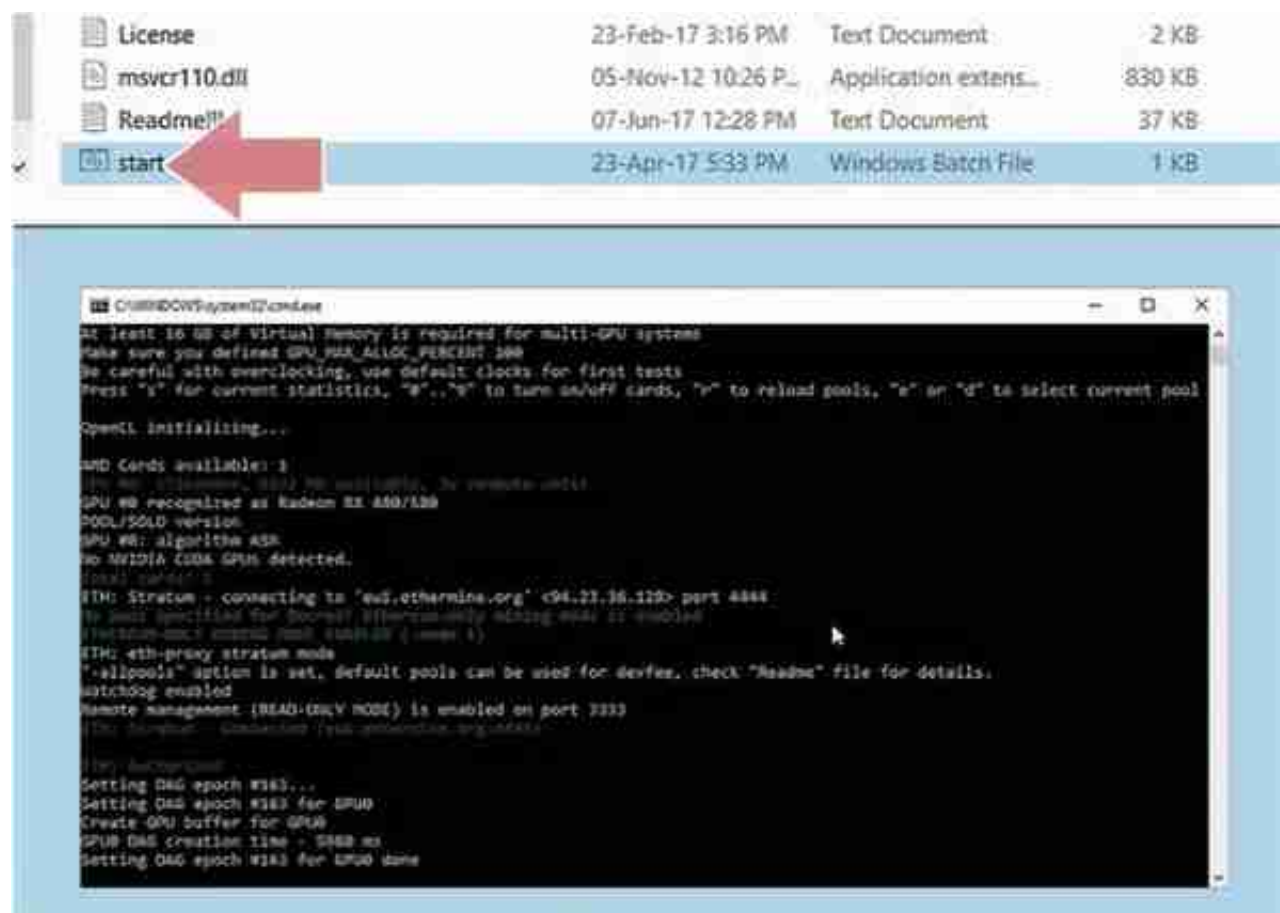 License 23-Feb-17 3:16 PM Text Document 2 KB
msvcr110.dll 05-Nov-12 10:26 P... Application extens... 830 KB
Readme!!! 07-Jun-17 12:28 PM Text Document 37 KB
start 23-Apr-17 5:33 PM Windows Batch File 1 KB
C:\WINDOWS\system32\cmd.exe
At least 16 GB of Virtual Memory is required for multi-GPU systems
Make sure you defined GPU_MAX_ALLOC_PERCENT 100
Be careful with overclocking, use default clocks for first tests
Press "s" for current statistics, "0".."9" to turn on/off cards, "r" to reload pools, "e" or "d" to select current pool
OpenCL initializing...
AMD Cards available: 1
GPU #0 recognized as Radeon RX 480/580
POOL/SOLO version
GPU #0: algorithm ASM
No NVIDIA CUDA GPUs detected.
Total cards: 1
ETH: Stratum - connecting to 'eu1.ethermine.org' <94.23.36.128> port 4444
ETH: eth-proxy stratum mode
"-allpools" option is set, default pools can be used for devfee, check "Readme" file for details.
Watchdog enabled
Remote management (READ-ONLY MODE) is enabled on port 3333
Setting DAG epoch #163...
Setting DAG epoch #163 for GPU0
Create GPU buffer for GPU0
GPU0 DAG creation time - ms
Setting DAG epoch #163 for GPU0 done